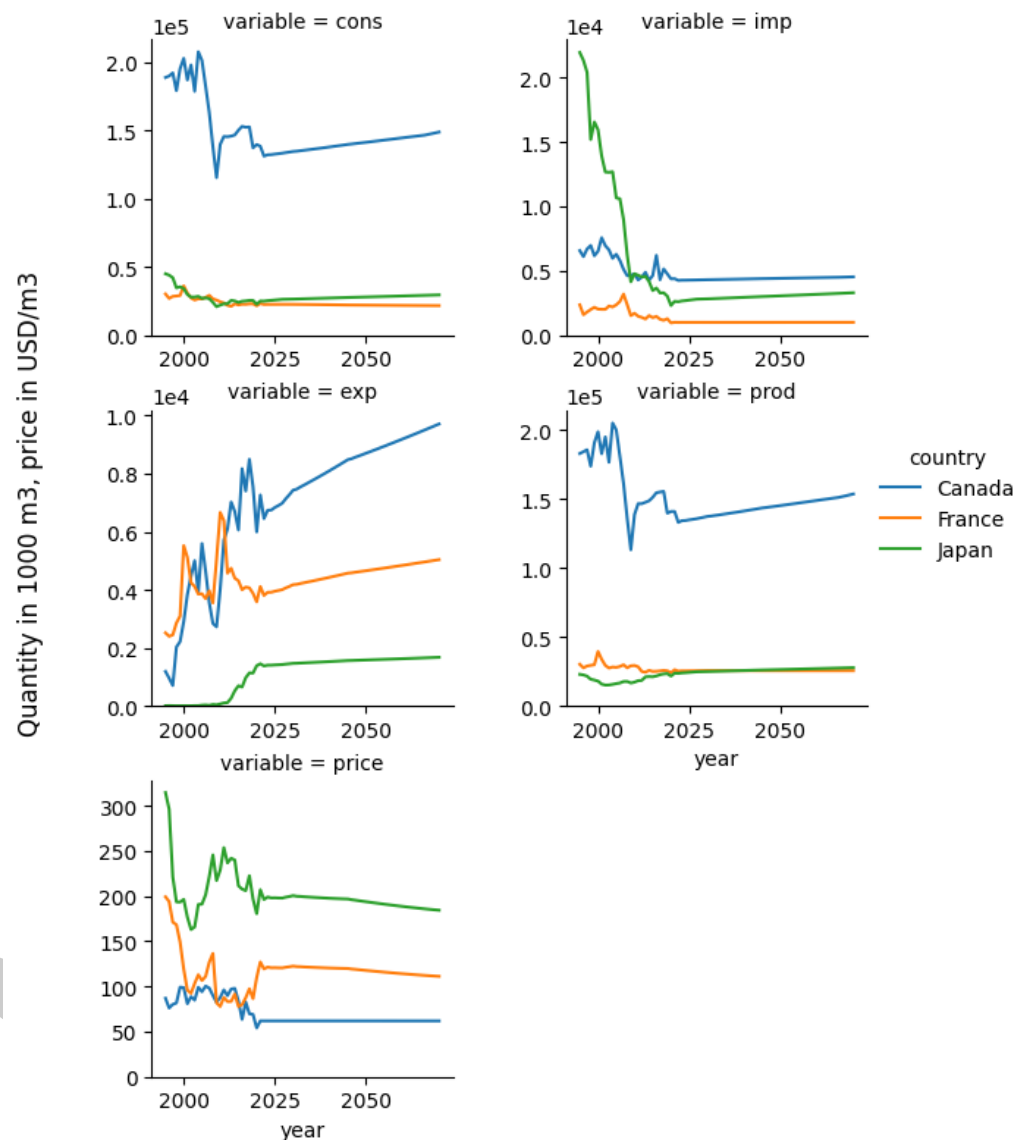 variable = cons
1e5
2.0
1.5
1.0
0.5
0.0
2000 2025 2050
variable = imp
1e4
2.0
1.5
1.0
0.5
0.0
2000 2025 2050
Quantity in 1000 m3, price in USD/m3
variable = exp
1e4
1.0
0.8
0.6
0.4
0.2
0.0
2000 2025 2050
variable = prod
1e5
2.0
1.5
1.0
0.5
0.0
2000 2025 2050
year
country
Canada
France
Japan
variable = price
300
250
200
150
100
50
0
2000 2025 2050
year